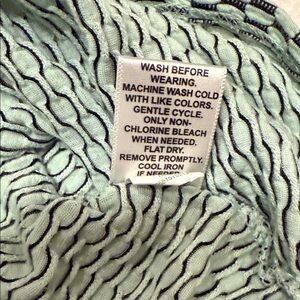 WASH BEFORE
WEARING.
MACHINE WASH COLD
WITH LIKE COLORS.
GENTLE CYCLE.
ONLY NON-
CHLORINE BLEACH
WHEN NEEDED.
FLAT DRY.
REMOVE PROMPTLY.
COOL IRON
IF NEEDED.